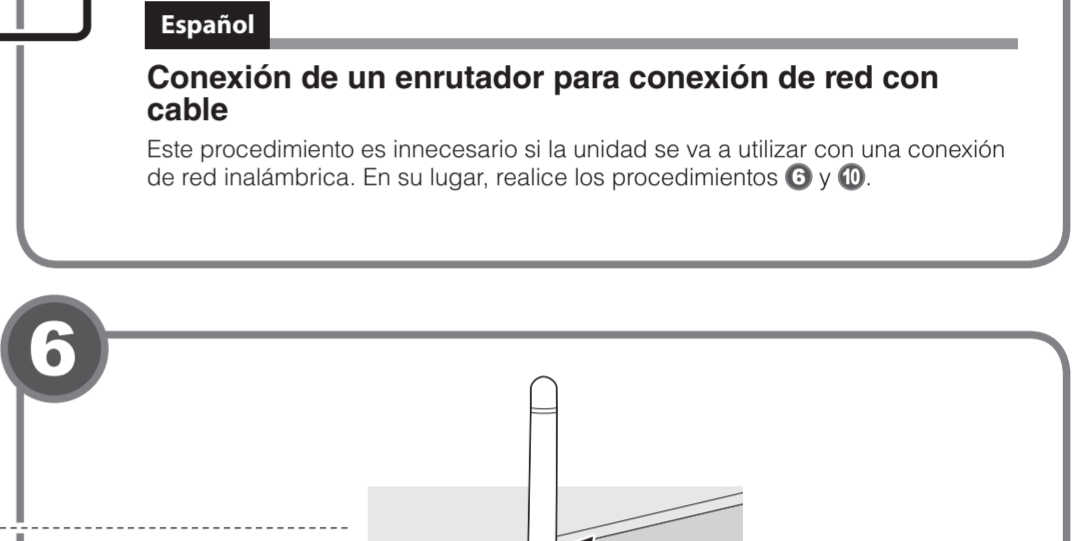 Español
Conexión de un enrutador para conexión de red con
cable
Este procedimiento es innecesario si la unidad se va a utilizar con una conexión
de red inalámbrica. En su lugar, realice los procedimientos 6 y 10.
6